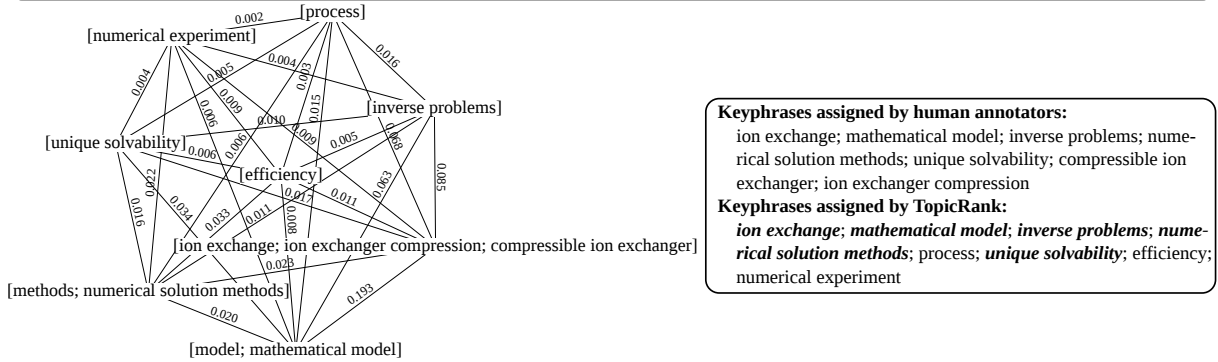 [process]
0.002
[numerical experiment]
0.016
0.004
0.005
0.003
0.004
0.009
0.015
[inverse problems]
0.010
0.006
0.006
0.009
0.005
0.068
[unique solvability]
0.006
[efficiency]
0.022
0.017
0.011
0.063
0.085
0.016
0.034
0.033
0.011
0.008
[ion exchange; ion exchanger compression; compressible ion exchanger]
0.023
[methods; numerical solution methods]
0.193
0.020
[model; mathematical model]
Keyphrases assigned by human annotators:
ion exchange; mathematical model; inverse problems; nume-
rical solution methods; unique solvability; compressible ion
exchanger; ion exchanger compression
Keyphrases assigned by TopicRank:
ion exchange; mathematical model; inverse problems; nume-
rical solution methods; process; unique solvability; efficiency;
numerical experiment